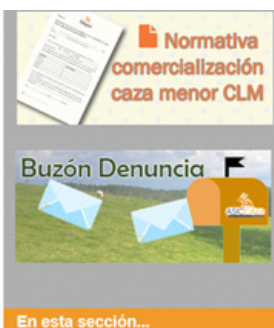 Normativa
comercialización
caza menor CLM
Buzón Denuncia
En esta sección...